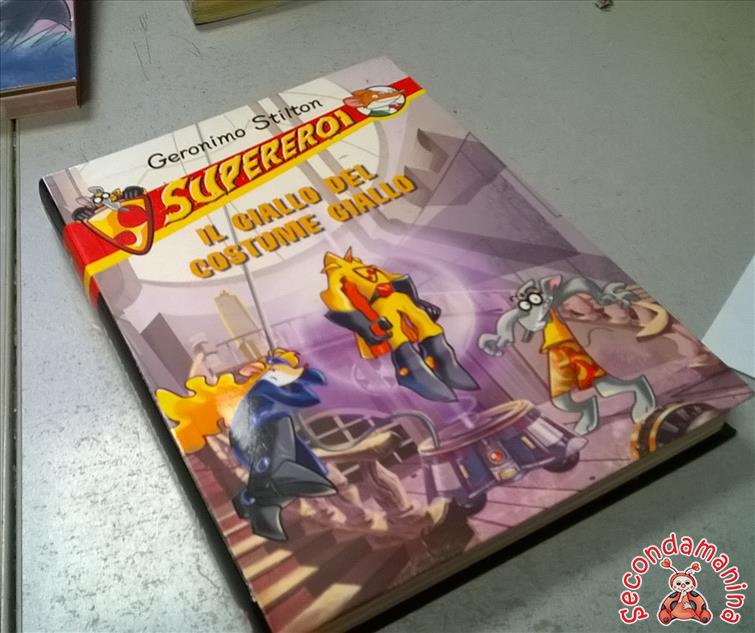 Geronimo Stilton
SUPEREROI
IL GIALLO DEL
COSTUME GIALLO
secondamanina